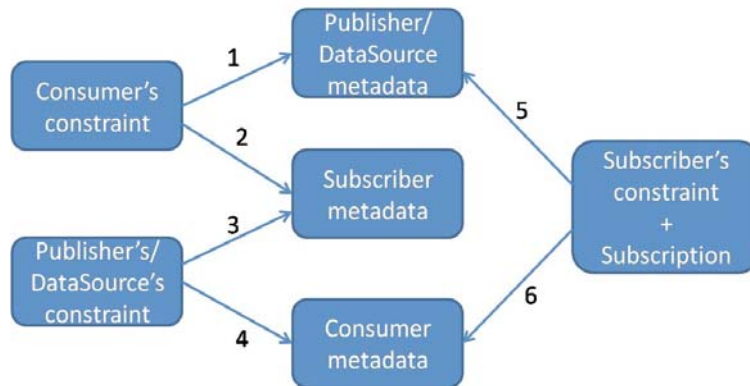 Publisher/
DataSource
metadata
1
Consumer's
constraint
5
2
Subscriber
metadata
Subscriber's
constraint
+
Subscription
3
Publisher's/
DataSource's
constraint
6
4
Consumer
metadata